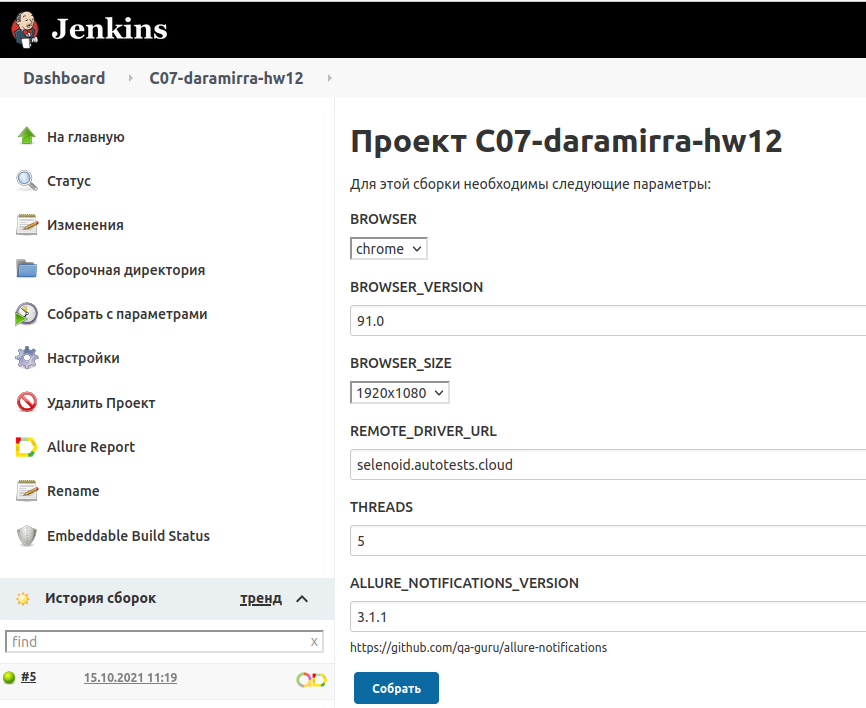 Jenkins
Dashboard
C07-daramirra-hw12
На главную
Статус
Изменения
Сборочная директория
Собрать с параметрами
Настройки
Удалить Проект
Allure Report
Rename
Embeddable Build Status
История сборок
тренд
find
x
#5
15.10.2021 11:19
Проект C07-daramirra-hw12
Для этой сборки необходимы следующие параметры:
BROWSER
chrome
BROWSER_VERSION
91.0
BROWSER_SIZE
1920x1080
REMOTE_DRIVER_URL
selenoid.autotests.cloud
THREADS
5
ALLURE_NOTIFICATIONS_VERSION
3.1.1
https://github.com/qa-guru/allure-notifications
Собрать